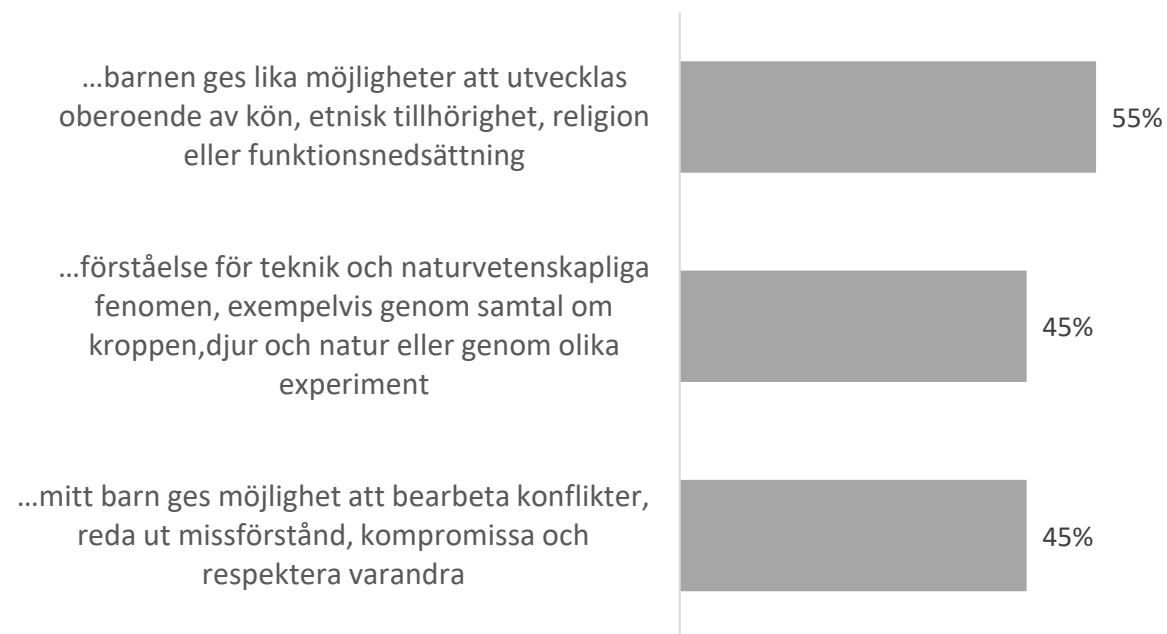 …barnen ges lika möjligheter att utvecklas
oberoende av kön, etnisk tillhörighet, religion
eller funktionsnedsättning
55%
…förståelse för teknik och naturvetenskapliga
fenomen, exempelvis genom samtal om
kroppen,djur och natur eller genom olika
experiment
45%
…mitt barn ges möjlighet att bearbeta konflikter,
reda ut missförstånd, kompromissa och
respektera varandra
45%